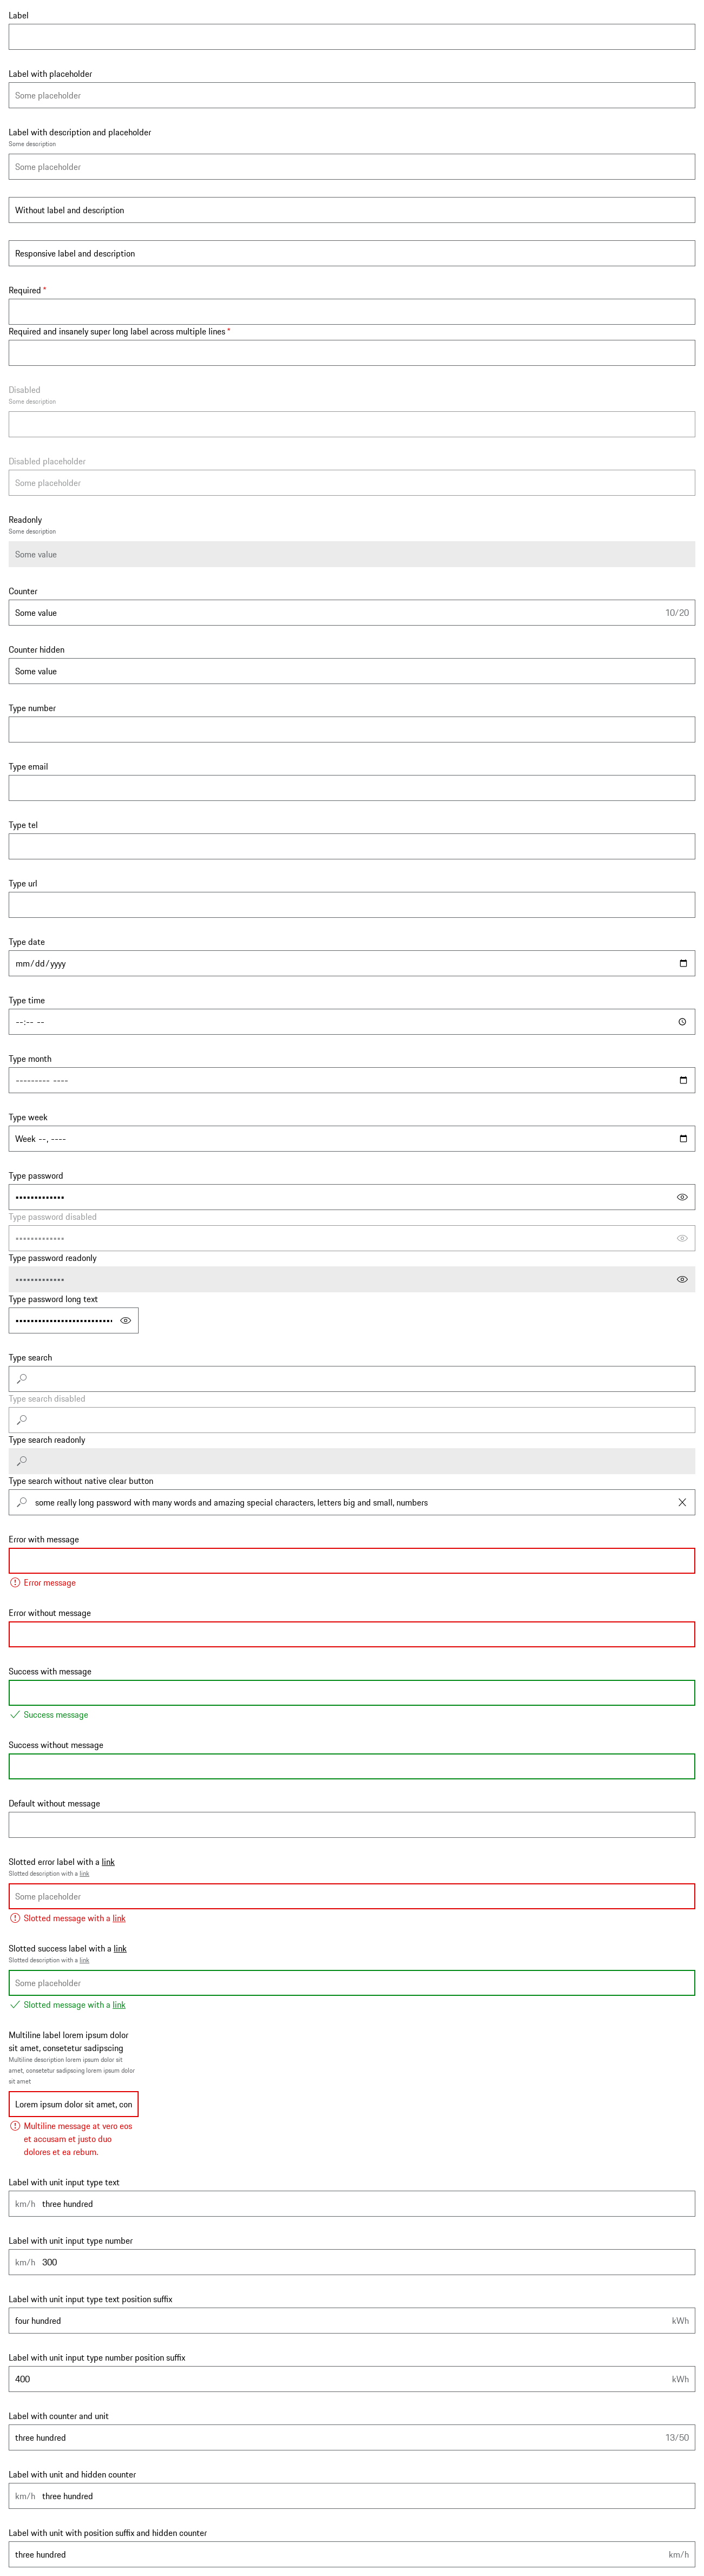 Label
Label with placeholder
Some placeholder
Label with description and placeholder
Some description
Some placeholder
Without label and description
Responsive label and description
Required *
Required and insanely super long label across multiple lines *
Disabled
Some description
Disabled placeholder
Some placeholder
Readonly
Some description
Some value
Counter
Some value 10/20
Counter hidden
Some value
Type number
Type email
Type tel
Type url
Type date
mm/dd/yyyy
Type time
--:-- --
Type month
--------- ----
Type week
Week --, ----
Type password
•••••••••••••
Type password disabled
•••••••••••••
Type password readonly
•••••••••••••
Type password long text
••••••••••••••••••••••••••
Type search
Type search disabled
Type search readonly
Type search without native clear button
some really long password with many words and amazing special characters, letters big and small, numbers
Error with message
Error message
Error without message
Success with message
Success message
Success without message
Default without message
Slotted error label with a link
Slotted description with a link
Some placeholder
Slotted message with a link
Slotted success label with a link
Slotted description with a link
Some placeholder
Slotted message with a link
Multiline label lorem ipsum dolor
sit amet, consetetur sadipscing
Multiline description lorem ipsum dolor sit
amet, consetetur sadipscing lorem ipsum dolor
sit amet
Lorem ipsum dolor sit amet, con
Multiline message at vero eos
et accusam et justo duo
dolores et ea rebum.
Label with unit input type text
km/h three hundred
Label with unit input type number
km/h 300
Label with unit input type text position suffix
four hundred kWh
Label with unit input type number position suffix
400 kWh
Label with counter and unit
three hundred 13/50
Label with unit and hidden counter
km/h three hundred
Label with unit with position suffix and hidden counter
three hundred km/h